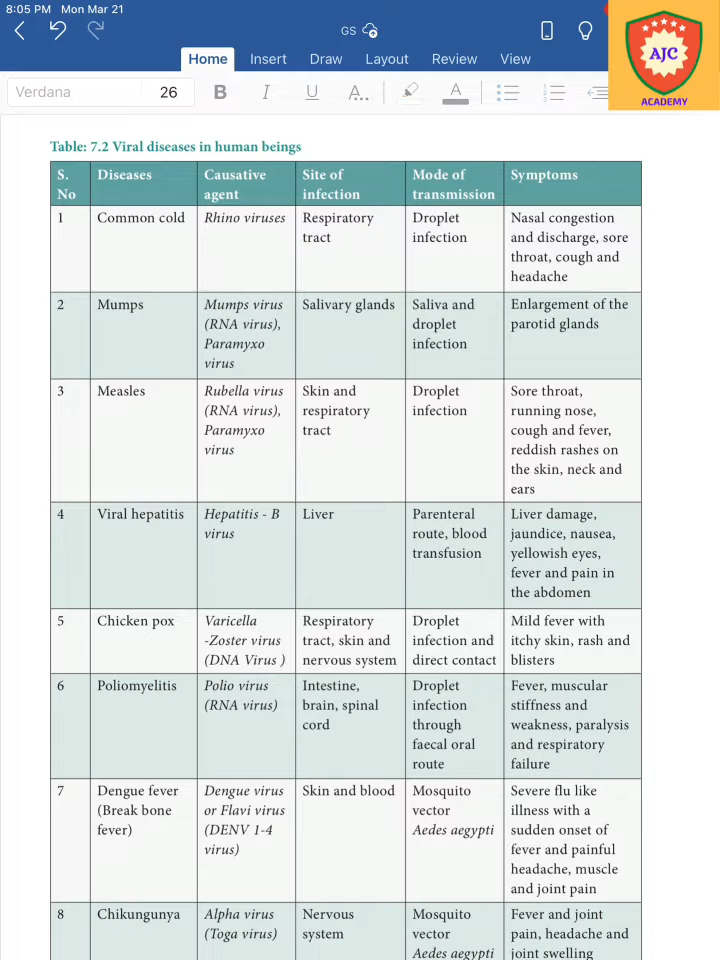 8:05 PM Mon Mar 21
GS
AJC
ACADEMY
Home Insert Draw Layout Review View
Verdana 26 B I U A..  A
Table: 7.2 Viral diseases in human beings
S. No
Diseases
Causative agent
Site of infection
Mode of transmission
Symptoms
1
Common cold
Rhino viruses
Respiratory
tract
Droplet
infection
Nasal congestion
and discharge, sore
throat, cough and
headache
2
Mumps
Mumps virus
(RNA virus),
Paramyxo
virus
Salivary glands
Saliva and
droplet
infection
Enlargement of the
parotid glands
3
Measles
Rubella virus
(RNA virus),
Paramyxo
virus
Skin and
respiratory
tract
Droplet
infection
Sore throat,
running nose,
cough and fever,
reddish rashes on
the skin, neck and
ears
4
Viral hepatitis
Hepatitis - B
virus
Liver
Parenteral
route, blood
transfusion
Liver damage,
jaundice, nausea,
yellowish eyes,
fever and pain in
the abdomen
5
Chicken pox
Varicella
-Zoster virus
(DNA Virus )
Respiratory
tract, skin and
nervous system
Droplet
infection and
direct contact
Mild fever with
itchy skin, rash and
blisters
6
Poliomyelitis
Polio virus
(RNA virus)
Intestine,
brain, spinal
cord
Droplet
infection
through
faecal oral
route
Fever, muscular
stiffness and
weakness, paralysis
and respiratory
failure
7
Dengue fever
(Break bone
fever)
Dengue virus
or Flavi virus
(DENV 1-4
virus)
Skin and blood
Mosquito
vector
Aedes aegypti
Severe flu like
illness with a
sudden onset of
fever and painful
headache, muscle
and joint pain
8
Chikungunya
Alpha virus
(Toga virus)
Nervous
system
Mosquito
vector
Aedes aegypti
Fever and joint
pain, headache and
joint swelling